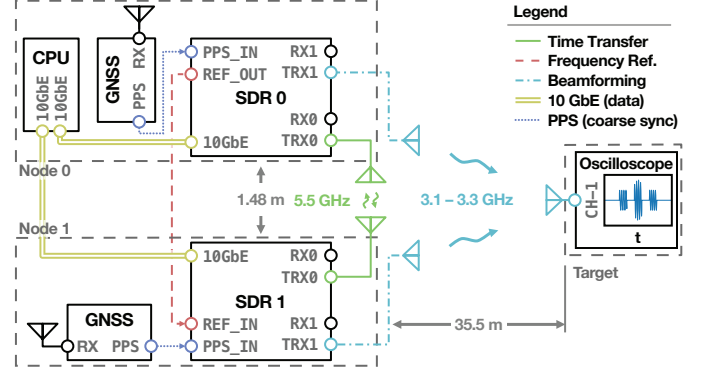 Legend
Time Transfer
Frequency Ref.
Beamforming
10 GbE (data)
PPS (coarse sync)
CPU
10GbE
10GbE
GNSS
RX
PPS
PPS_IN
REF_OUT
SDR 0
10GbE
RX1
TRX1
RX0
TRX0
Node 0
1.48 m
5.5 GHz
3.1 – 3.3 GHz
Oscilloscope
CH–1
t
Target
Node 1
10GbE
RX0
TRX0
SDR 1
REF_IN
PPS_IN
RX1
TRX1
GNSS
RX
PPS
35.5 m